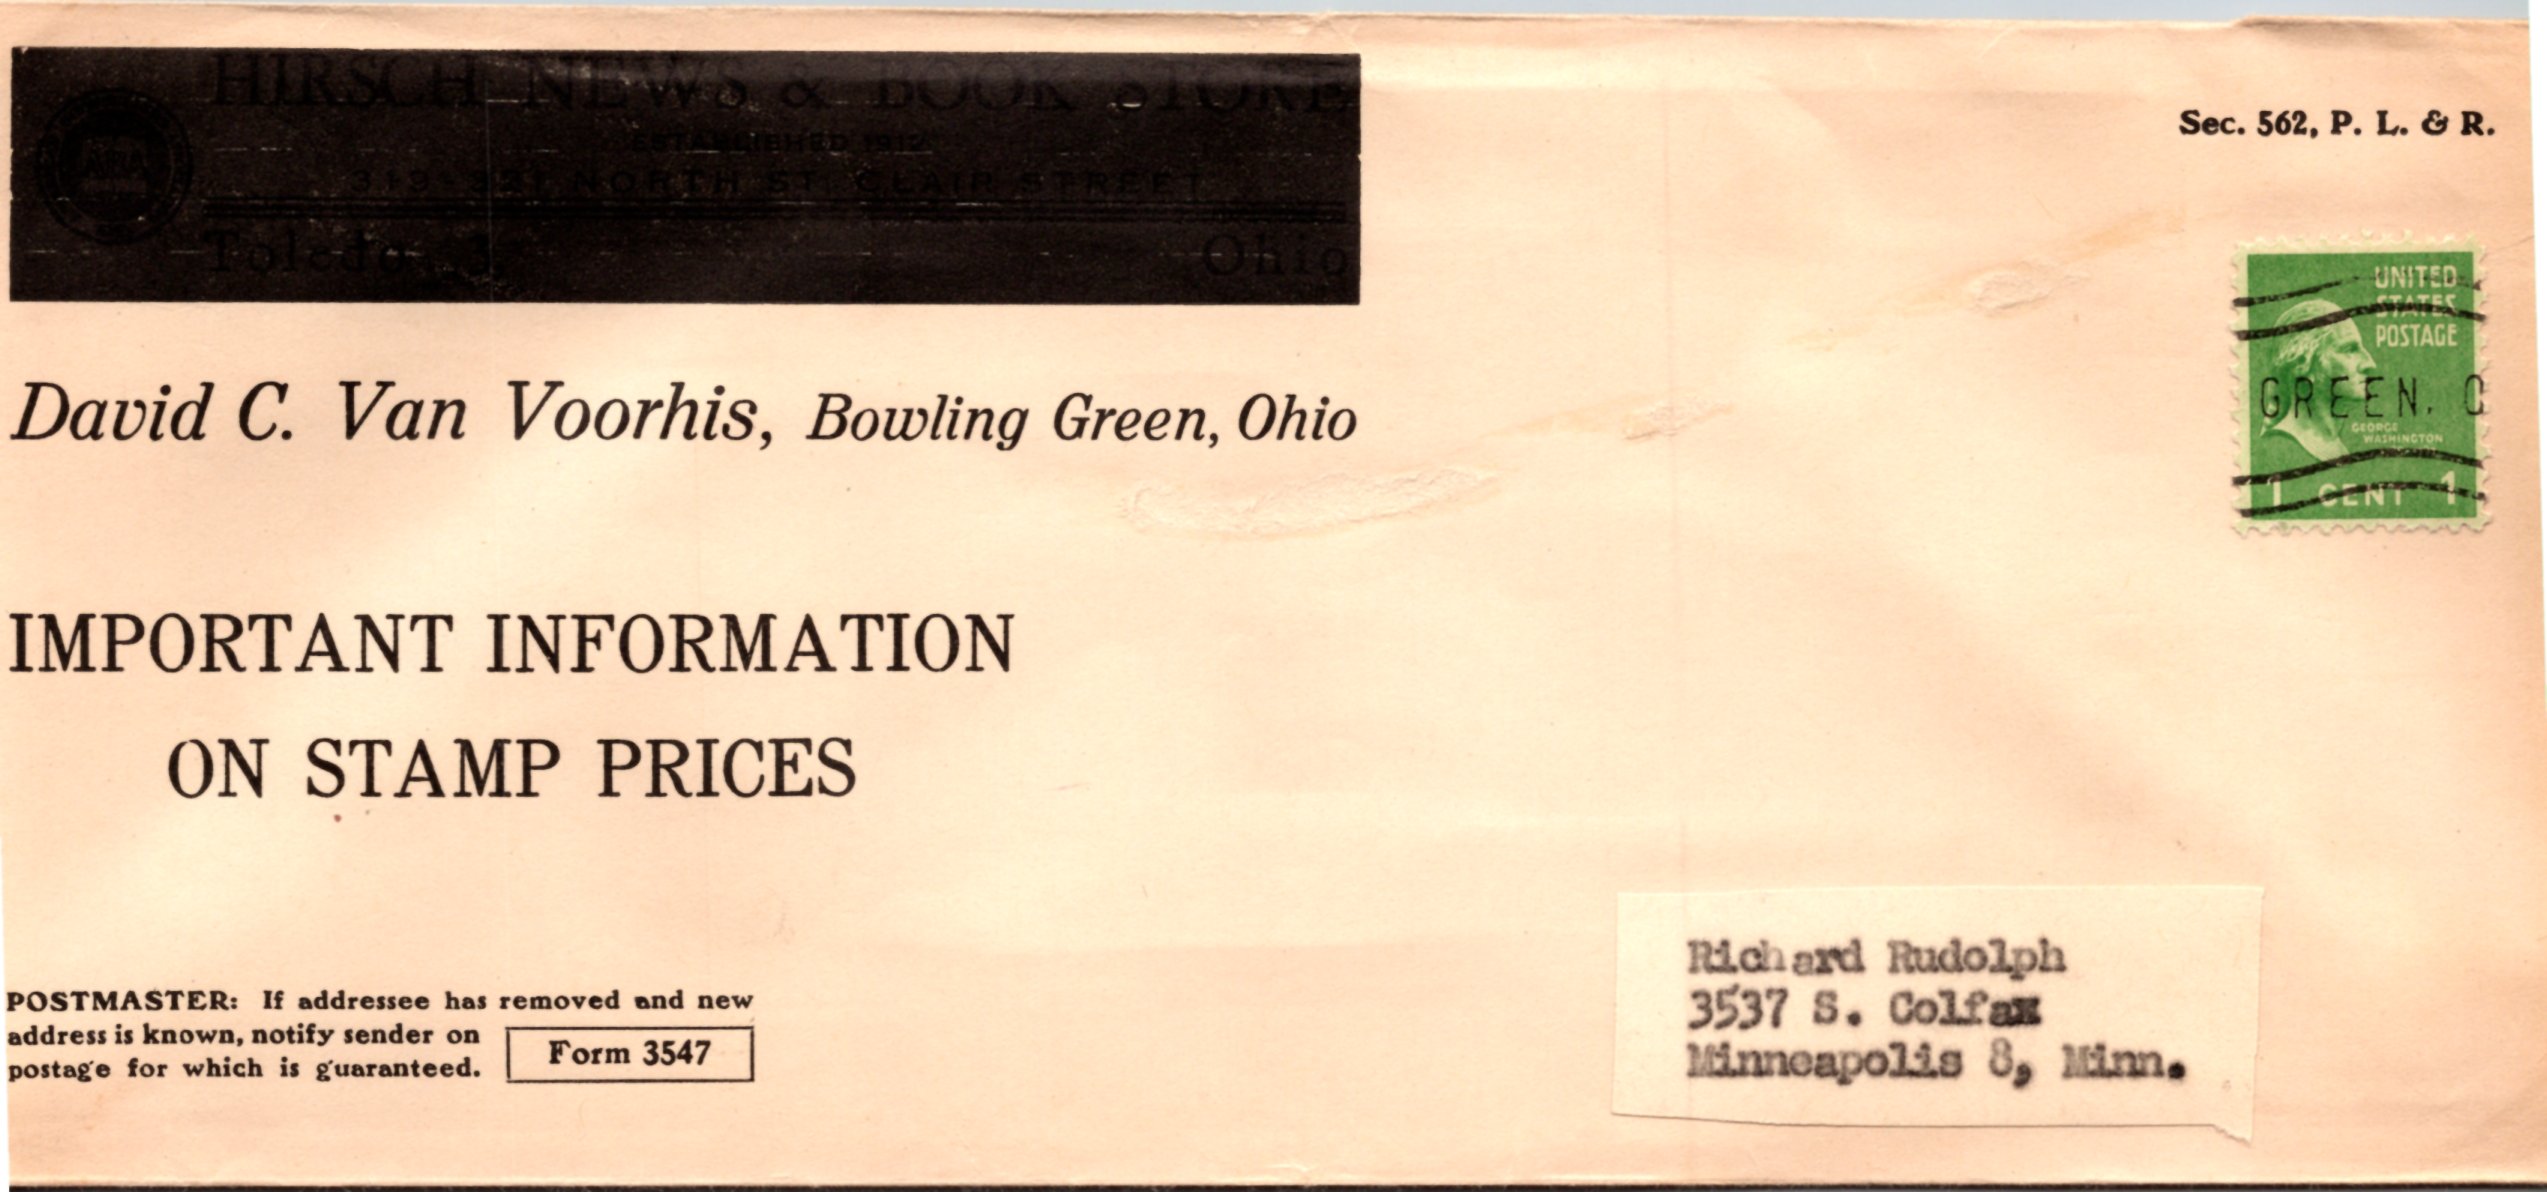 HIRSCH NEWS & BOOK STORE
ESTABLISHED 1912
319-321 NORTH ST. CLAIR STREET
Toledo 3, Ohio
Sec. 562, P. L. & R.
UNITED
STATES
POSTAGE
GREEN, O
GEORGE
WASHINGTON
1 CENT 1
David C. Van Voorhis, Bowling Green, Ohio
IMPORTANT INFORMATION
ON STAMP PRICES
POSTMASTER: If addressee has removed and new
address is known, notify sender on
postage for which is guaranteed.
Form 3547
Richard Rudolph
3537 S. Colfax
Minneapolis 8, Minn.